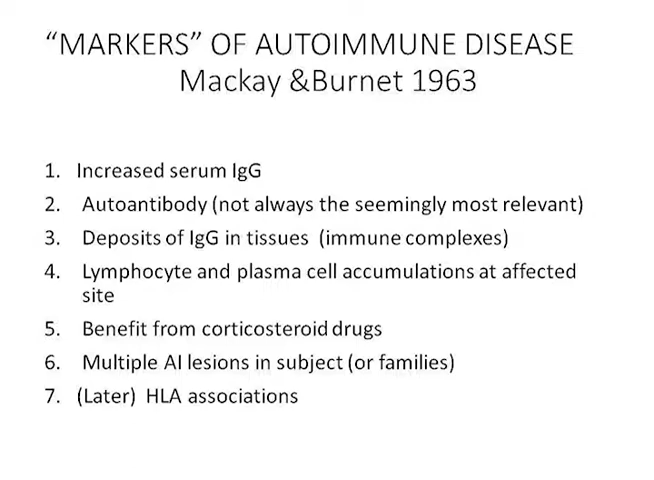 “MARKERS” OF AUTOIMMUNE DISEASE
Mackay &Burnet 1963
1. Increased serum IgG
2. Autoantibody (not always the seemingly most relevant)
3. Deposits of IgG in tissues (immune complexes)
4. Lymphocyte and plasma cell accumulations at affected
site
5. Benefit from corticosteroid drugs
6. Multiple AI lesions in subject (or families)
7. (Later) HLA associations